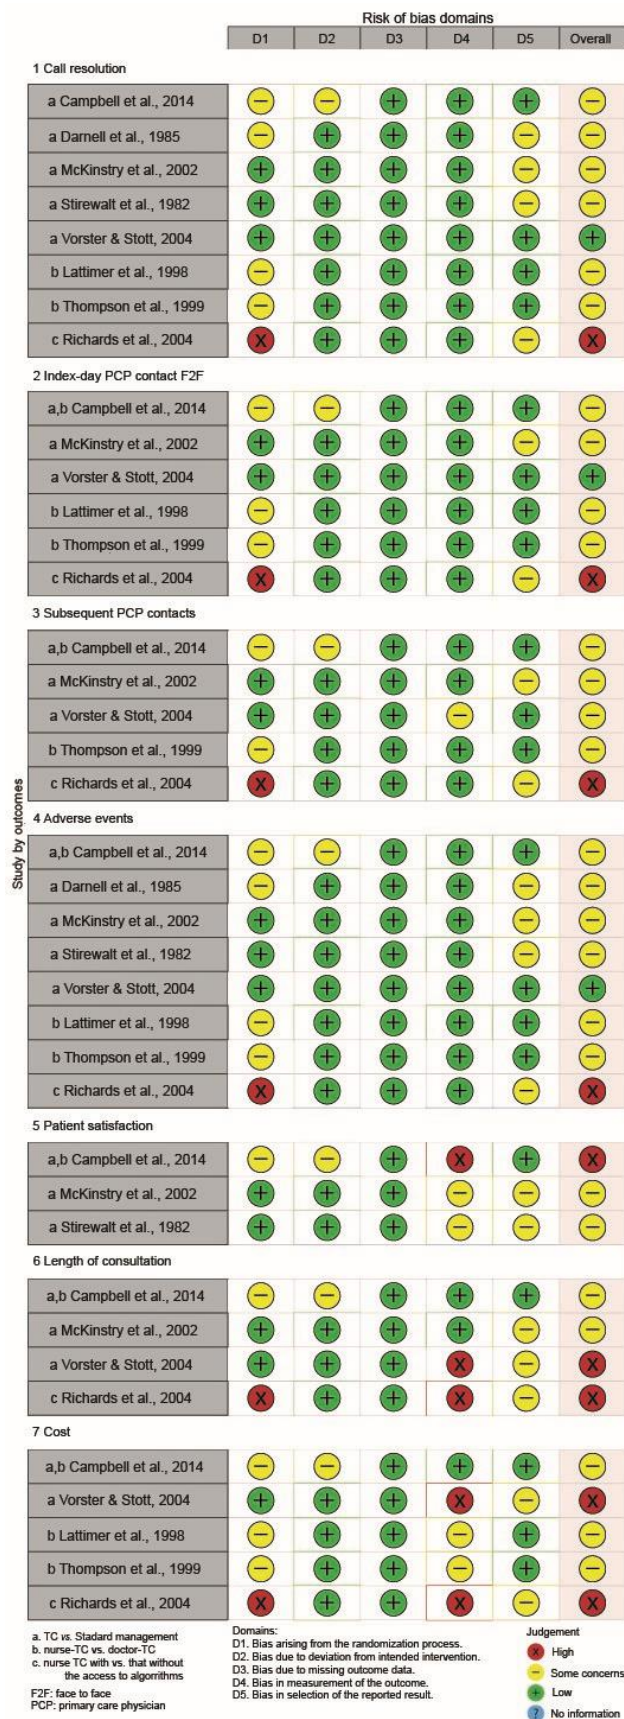 Risk of bias domains
D1 D2 D3 D4 D5 Overall
1 Call resolution
a Campbell et al., 2014 − − + + + −
a Darnell et al., 1985 − + + + − −
a McKinstry et al., 2002 + + + + − −
a Stirewalt et al., 1982 + + + + − −
a Vorster & Stott, 2004 + + + + + +
b Lattimer et al., 1998 − + + + + −
b Thompson et al., 1999 − + + + + −
c Richards et al., 2004 X + + + − X
2 Index-day PCP contact F2F
a,b Campbell et al., 2014 − − + + + −
a McKinstry et al., 2002 + + + + − −
a Vorster & Stott, 2004 + + + + + +
b Lattimer et al., 1998 − + + + + −
b Thompson et al., 1999 − + + + + −
c Richards et al., 2004 X + + + − X
3 Subsequent PCP contacts
a,b Campbell et al., 2014 − − + + + −
a McKinstry et al., 2002 + + + + − −
a Vorster & Stott, 2004 + + + − + −
b Thompson et al., 1999 − + + + + −
c Richards et al., 2004 X + + + − X
Study by outcomes
4 Adverse events
a,b Campbell et al., 2014 − − + + + −
a Darnell et al., 1985 − + + + − −
a McKinstry et al., 2002 + + + + − −
a Stirewalt et al., 1982 + + + + − −
a Vorster & Stott, 2004 + + + + + +
b Lattimer et al., 1998 − + + + + −
b Thompson et al., 1999 − + + + + −
c Richards et al., 2004 X + + + − X
5 Patient satisfaction
a,b Campbell et al., 2014 − − + X + X
a McKinstry et al., 2002 + + + − − −
a Stirewalt et al., 1982 + + + − − −
6 Length of consultation
a,b Campbell et al., 2014 − − + + + −
a McKinstry et al., 2002 + + + + − −
a Vorster & Stott, 2004 + + + X − X
c Richards et al., 2004 X + + X − X
7 Cost
a,b Campbell et al., 2014 − − + + + −
a Vorster & Stott, 2004 + + + X − X
b Lattimer et al., 1998 − + + − + −
b Thompson et al., 1999 − + + − + −
c Richards et al., 2004 X + + X − X
a. TC vs. Stadard management
b. nurse-TC vs. doctor-TC
c. nurse TC with vs. that without
the access to algorrithms
F2F: face to face
PCP: primary care physician
Domains:
D1. Bias arising from the randomization process.
D2. Bias due to deviation from intended intervention.
D3. Bias due to missing outcome data.
D4. Bias in measurement of the outcome.
D5. Bias in selection of the reported result.
Judgement
X High
− Some concerns
+ Low
? No information